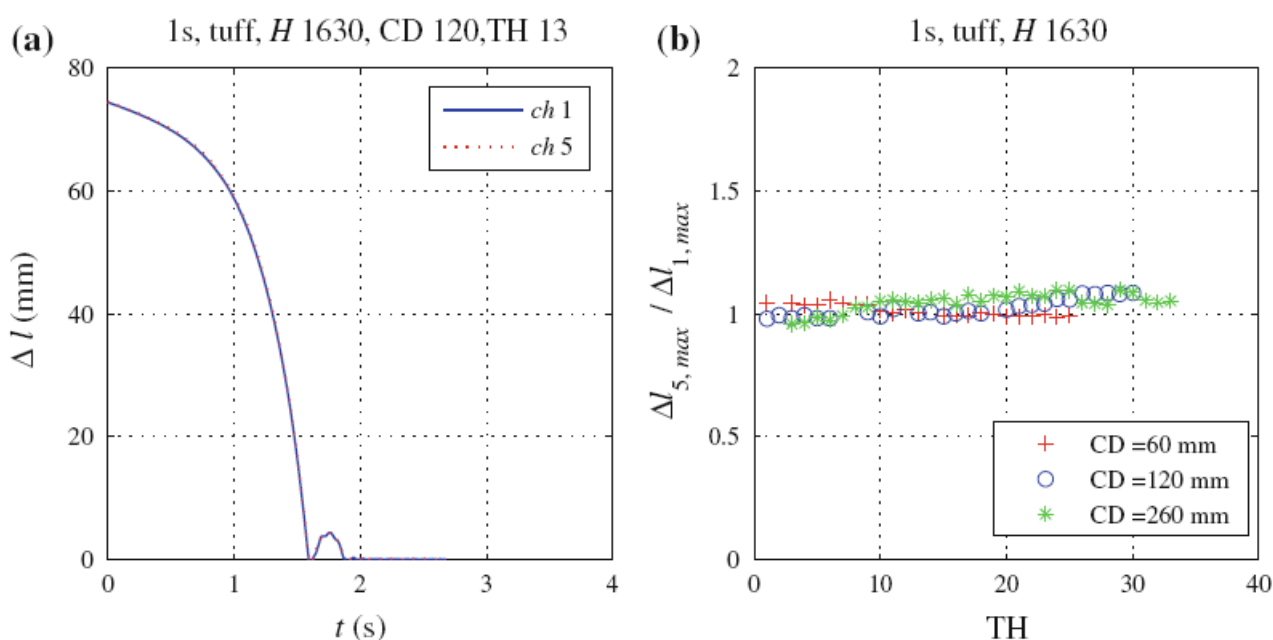 (a)
1s, tuff, H 1630, CD 120,TH 13
80
60
40
20
0
Δ l (mm)
ch 1
ch 5
0 1 2 3 4
t (s)
(b)
1s, tuff, H 1630
2
1.5
1
0.5
0
Δl5, max / Δl1, max
CD =60 mm
CD =120 mm
CD =260 mm
0 10 20 30 40
TH